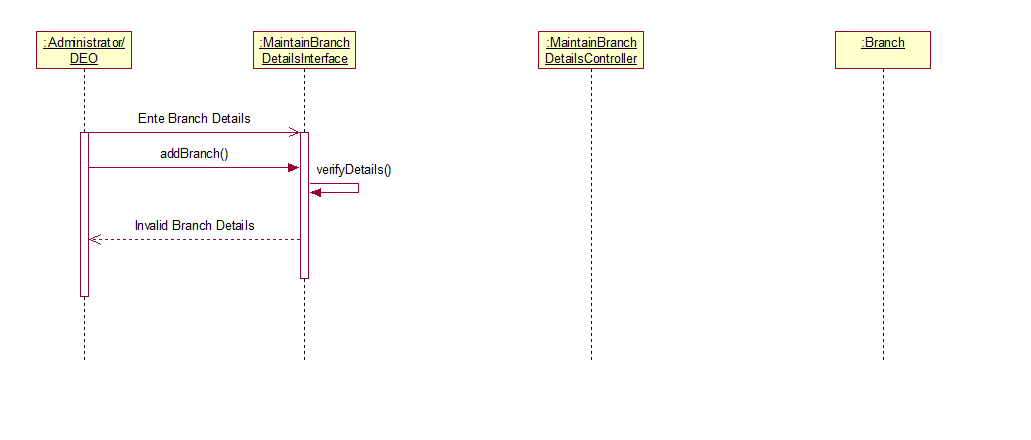 :Administrator/
DEO
:MaintainBranch
DetailsInterface
:MaintainBranch
DetailsController
:Branch
Ente Branch Details
addBranch()
verifyDetails()
Invalid Branch Details